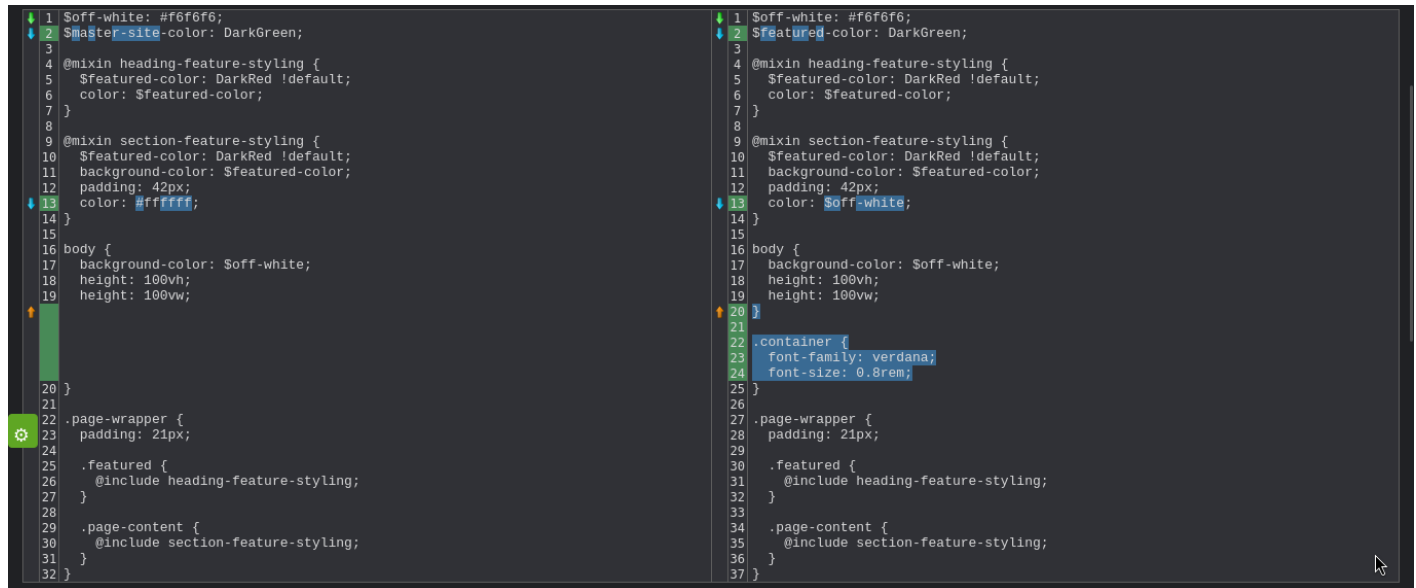 1 $off-white: #f6f6f6;
2 $master-site-color: DarkGreen;
3
4 @mixin heading-feature-styling {
5   $featured-color: DarkRed !default;
6   color: $featured-color;
7 }
8
9 @mixin section-feature-styling {
10   $featured-color: DarkRed !default;
11   background-color: $featured-color;
12   padding: 42px;
13   color: #ffffff;
14 }
15
16 body {
17   background-color: $off-white;
18   height: 100vh;
19   height: 100vw;
20 }
21
22 .page-wrapper {
23   padding: 21px;
24
25   .featured {
26     @include heading-feature-styling;
27   }
28
29   .page-content {
30     @include section-feature-styling;
31   }
32 }
1 $off-white: #f6f6f6;
2 $featured-color: DarkGreen;
3
4 @mixin heading-feature-styling {
5   $featured-color: DarkRed !default;
6   color: $featured-color;
7 }
8
9 @mixin section-feature-styling {
10   $featured-color: DarkRed !default;
11   background-color: $featured-color;
12   padding: 42px;
13   color: $off-white;
14 }
15
16 body {
17   background-color: $off-white;
18   height: 100vh;
19   height: 100vw;
20 }
21
22 .container {
23   font-family: verdana;
24   font-size: 0.8rem;
25 }
26
27 .page-wrapper {
28   padding: 21px;
29
30   .featured {
31     @include heading-feature-styling;
32   }
33
34   .page-content {
35     @include section-feature-styling;
36   }
37 }